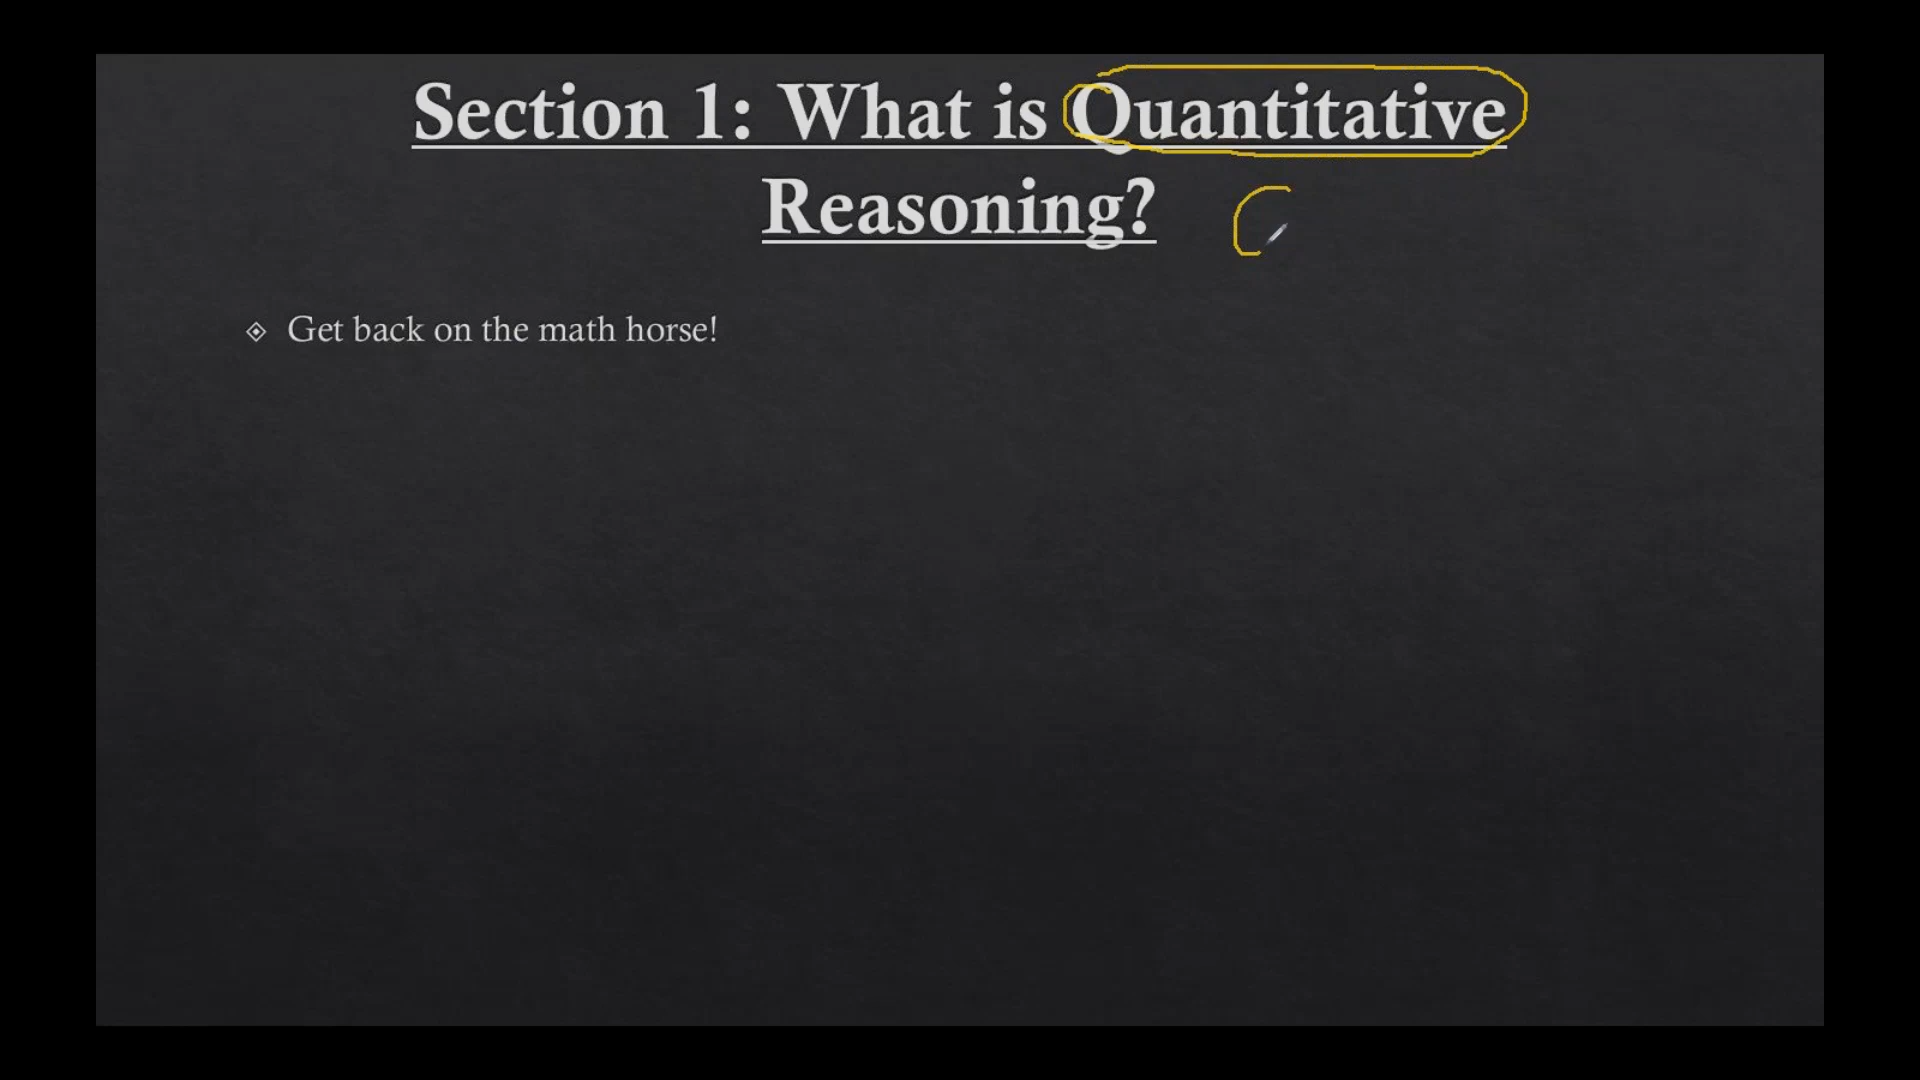 Section 1: What is Quantitative
Reasoning?
Get back on the math horse!